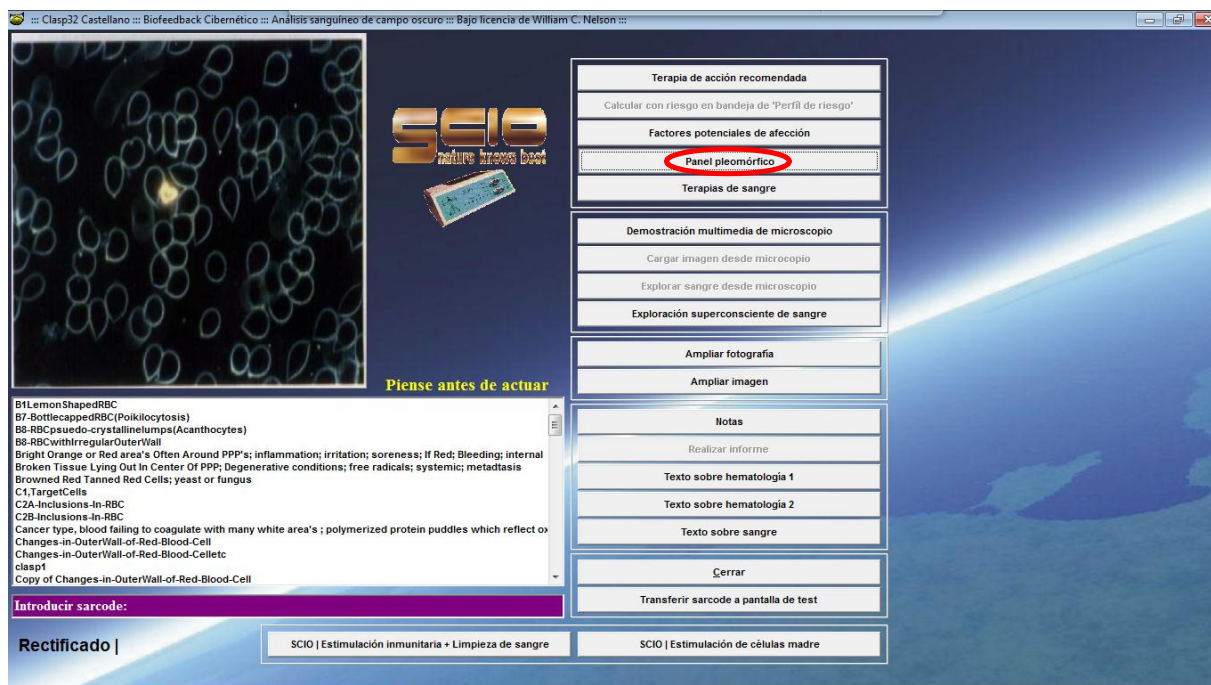 ::: Clasp32 Castellano ::: Biofeedback Cibernético ::: Análisis sanguíneo de campo oscuro ::: Bajo licencia de William C. Nelson :::
SCIO
nature knows best
Piense antes de actuar
B1LemonShapedRBC
B7-BottlecappedRBC(Poikilocytosis)
B8-RBCpsuedo-crystallinelumps(Acanthocytes)
B8-RBCwithIrregularOuterWall
Bright Orange or Red area's Often Around PPP's; inflammation; irritation; soreness; If Red; Bleeding; internal
Broken Tissue Lying Out In Center Of PPP; Degenerative conditions; free radicals; systemic; metadtasis
Browned Red Tanned Red Cells; yeast or fungus
C1,TargetCells
C2A-Inclusions-In-RBC
C2B-Inclusions-In-RBC
Cancer type, blood failing to coagulate with many white area's ; polymerized protein puddles which reflect ox
Changes-in-OuterWall-of-Red-Blood-Cell
Changes-in-OuterWall-of-Red-Blood-Celletc
clasp1
Copy of Changes-in-OuterWall-of-Red-Blood-Cell
Introducir sarcode:
Rectificado |
Terapia de acción recomendada
Calcular con riesgo en bandeja de 'Perfíl de riesgo'
Factores potenciales de afección
Panel pleomórfico
Terapias de sangre
Demostración multimedia de microscopio
Cargar imagen desde microcopio
Explorar sangre desde microscopio
Exploración superconsciente de sangre
Ampliar fotografía
Ampliar imagen
Notas
Realizar informe
Texto sobre hematología 1
Texto sobre hematología 2
Texto sobre sangre
Cerrar
Transferir sarcode a pantalla de test
SCIO | Estimulación inmunitaria + Limpieza de sangre
SCIO | Estimulación de células madre